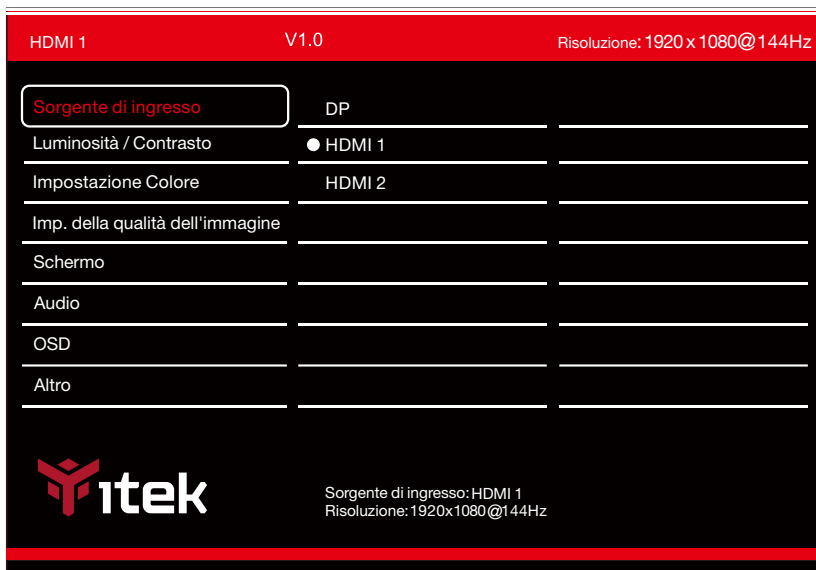 HDMI 1 V1.0 Risoluzione: 1920 x 1080@144Hz
Sorgente di ingresso DP
Luminosità / Contrasto HDMI 1
Impostazione Colore HDMI 2
Imp. della qualità dell'immagine
Schermo
Audio
OSD
Altro
itek
Sorgente di ingresso: HDMI 1
Risoluzione: 1920x1080@144Hz